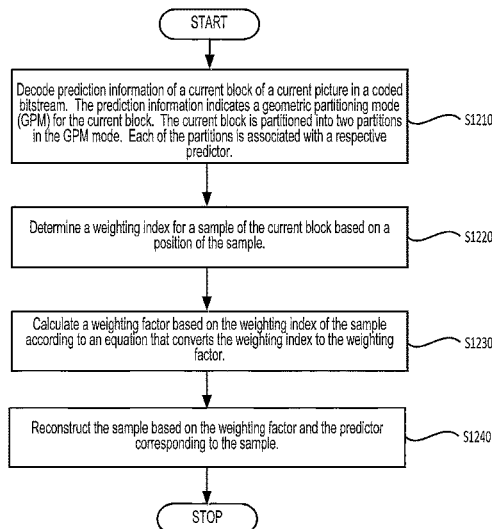 START
Decode prediction information of a current block of a current picture in a coded
bitstream. The prediction information indicates a geometric partitioning mode
(GPM) for the current block. The current block is partitioned into two partitions
in the GPM mode. Each of the partitions is associated with a respective
predictor.
S1210
Determine a weighting index for a sample of the current block based on a
position of the sample.
S1220
Calculate a weighting factor based on the weighting index of the sample
according to an equation that converts the weighting index to the weighting
factor.
S1230
Reconstruct the sample based on the weighting factor and the predictor
corresponding to the sample.
S1240
STOP